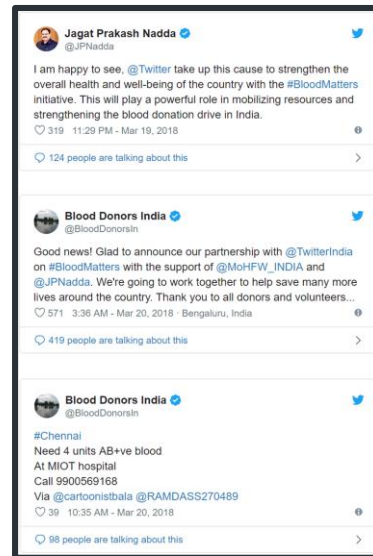 Jagat Prakash Nadda
@JPNadda
I am happy to see, @Twitter take up this cause to strengthen the
overall health and well-being of the country with the #BloodMatters
initiative. This will play a powerful role in mobilizing resources and
strengthening the blood donation drive in India.
319 11:29 PM - Mar 19, 2018
124 people are talking about this
Blood Donors India
@BloodDonorsIn
Good news! Glad to announce our partnership with @TwitterIndia
on #BloodMatters with the support of @MoHFW_INDIA and
@JPNadda. We're going to work together to help save many more
lives around the country. Thank you to all donors and volunteers...
571 3:36 AM - Mar 20, 2018 · Bengaluru, India
419 people are talking about this
Blood Donors India
@BloodDonorsIn
#Chennai
Need 4 units AB+ve blood
At MIOT hospital
Call 9900569168
Via @cartoonistbala @RAMDASS270489
39 10:35 AM - Mar 20, 2018
98 people are talking about this